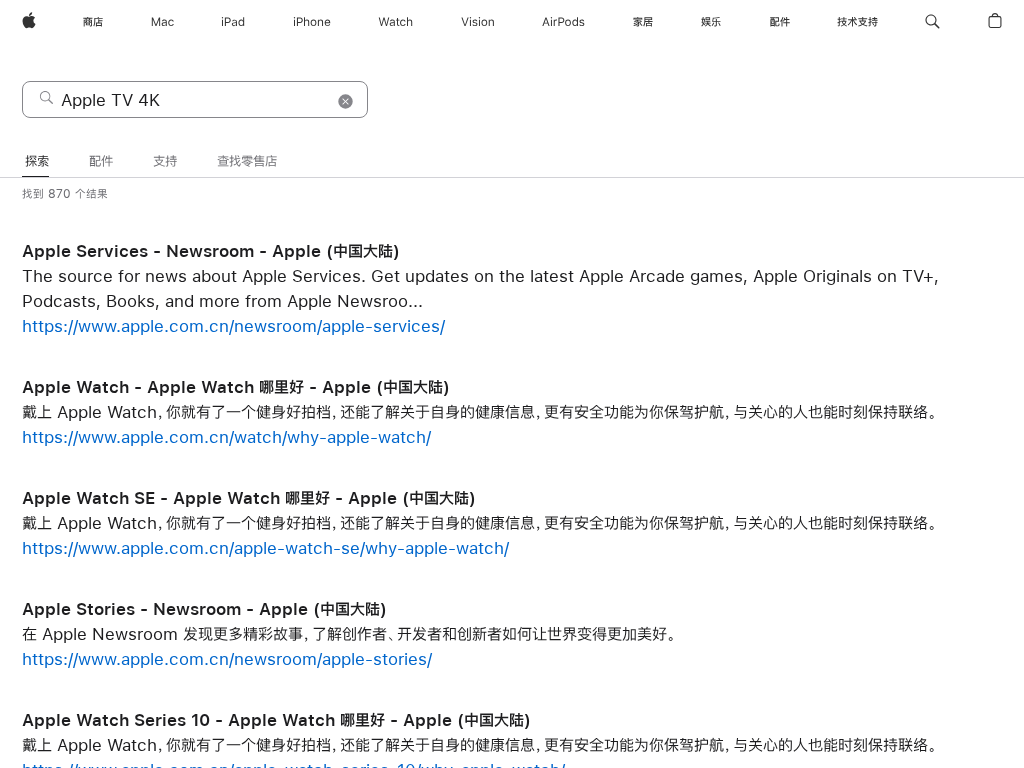 商店 Mac iPad iPhone Watch Vision AirPods 家居 娱乐 配件 技术支持
Apple TV 4K
探索 配件 支持 查找零售店
找到 870 个结果
Apple Services - Newsroom - Apple (中国大陆)
The source for news about Apple Services. Get updates on the latest Apple Arcade games, Apple Originals on TV+,
Podcasts, Books, and more from Apple Newsroo...
https://www.apple.com.cn/newsroom/apple-services/
Apple Watch - Apple Watch 哪里好 - Apple (中国大陆)
戴上 Apple Watch，你就有了一个健身好拍档，还能了解关于自身的健康信息，更有安全功能为你保驾护航，与关心的人也能时刻保持联络。
https://www.apple.com.cn/watch/why-apple-watch/
Apple Watch SE - Apple Watch 哪里好 - Apple (中国大陆)
戴上 Apple Watch，你就有了一个健身好拍档，还能了解关于自身的健康信息，更有安全功能为你保驾护航，与关心的人也能时刻保持联络。
https://www.apple.com.cn/apple-watch-se/why-apple-watch/
Apple Stories - Newsroom - Apple (中国大陆)
在 Apple Newsroom 发现更多精彩故事，了解创作者、开发者和创新者如何让世界变得更加美好。
https://www.apple.com.cn/newsroom/apple-stories/
Apple Watch Series 10 - Apple Watch 哪里好 - Apple (中国大陆)
戴上 Apple Watch，你就有了一个健身好拍档，还能了解关于自身的健康信息，更有安全功能为你保驾护航，与关心的人也能时刻保持联络。
https://www.apple.com.cn/apple-watch-series-10/why-apple-watch/